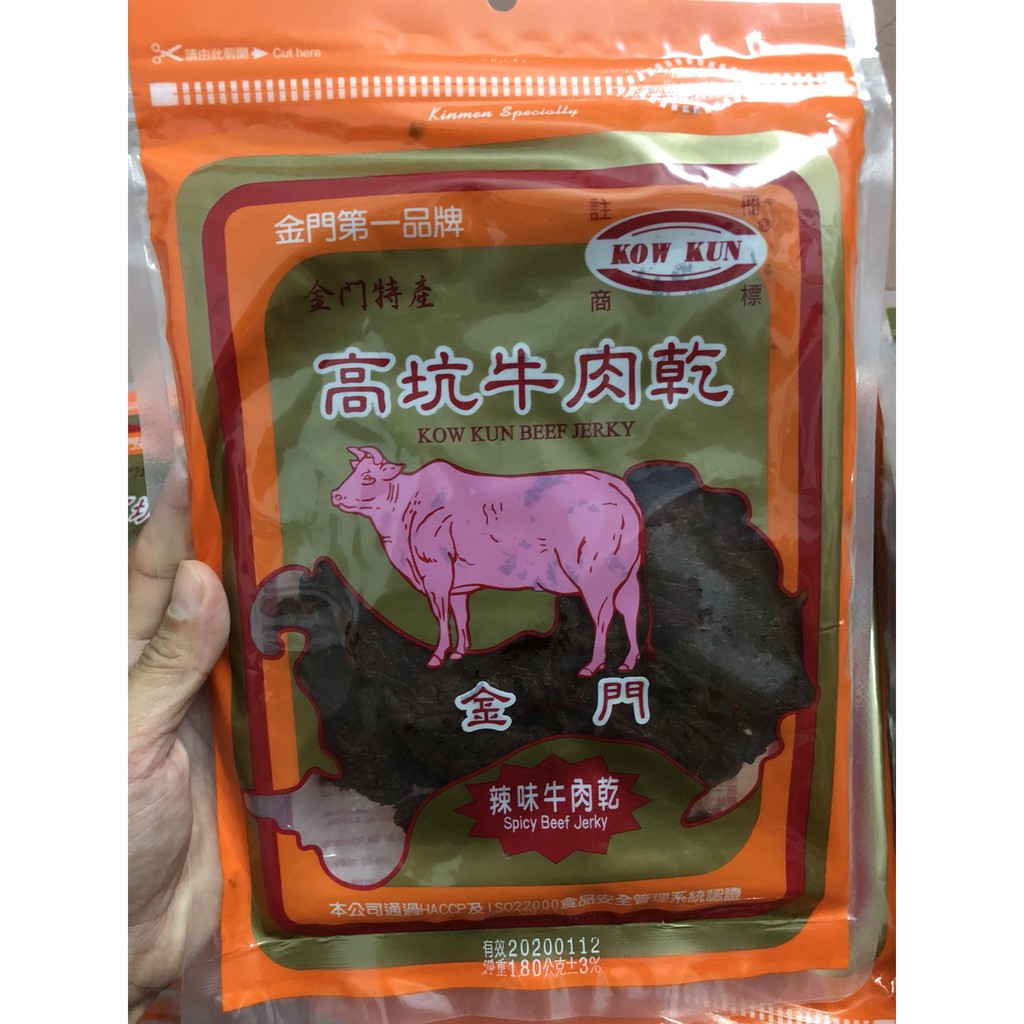 請由此剪開 Cut here
Kinmen Specialty
金門第一品牌
註冊
KOW KUN
®
商標
金門特產
高坑牛肉乾
KOW KUN BEEF JERKY
金門
辣味牛肉乾
Spicy Beef Jerky
本公司通過HACCP及ISO22000食品安全管理系統認證
有效20200112
淨重180公克±3%